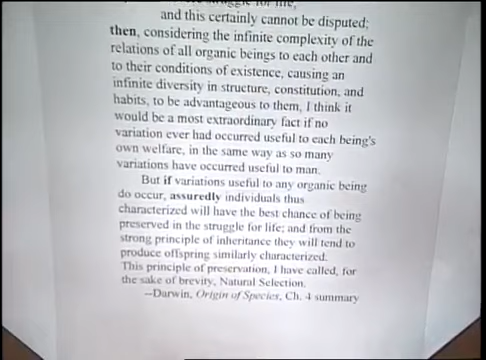 struggle for life,
and this certainly cannot be disputed;
then, considering the infinite complexity of the
relations of all organic beings to each other and
to their conditions of existence, causing an
infinite diversity in structure, constitution, and
habits, to be advantageous to them, I think it
would be a most extraordinary fact if no
variation ever had occurred useful to each being's
own welfare, in the same way as so many
variations have occurred useful to man.
But if variations useful to any organic being
do occur, assuredly individuals thus
characterized will have the best chance of being
preserved in the struggle for life; and from the
strong principle of inheritance they will tend to
produce offspring similarly characterized.
This principle of preservation, I have called, for
the sake of brevity, Natural Selection.
--Darwin, Origin of Species, Ch. 4 summary